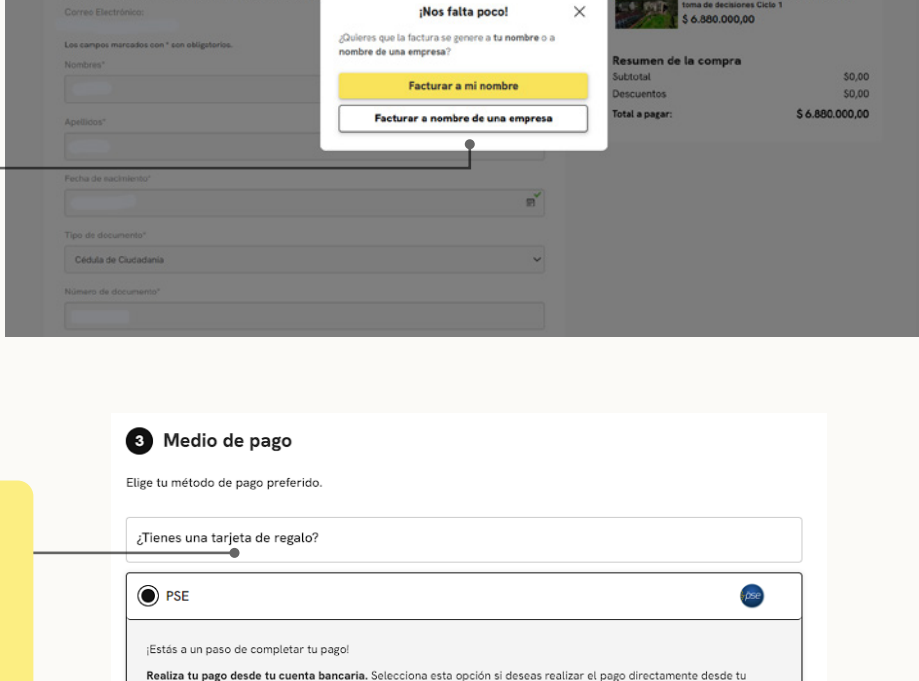 Correo Electrónico:
Los campos marcados con * son obligatorios.
Nombres*
Apellidos*
Fecha de nacimiento*
Tipo de documento*
Cédula de Ciudadanía
Número de documento*
¡Nos falta poco!
¿Quieres que la factura se genere a tu nombre o a
nombre de una empresa?
Facturar a mi nombre
Facturar a nombre de una empresa
toma de decisiones Ciclo 1
$ 6.880.000,00
Resumen de la compra
Subtotal $0,00
Descuentos $0,00
Total a pagar: $ 6.880.000,00
3 Medio de pago
Elige tu método de pago preferido.
¿Tienes una tarjeta de regalo?
PSE
pse
¡Estás a un paso de completar tu pago!
Realiza tu pago desde tu cuenta bancaria. Selecciona esta opción si deseas realizar el pago directamente desde tu